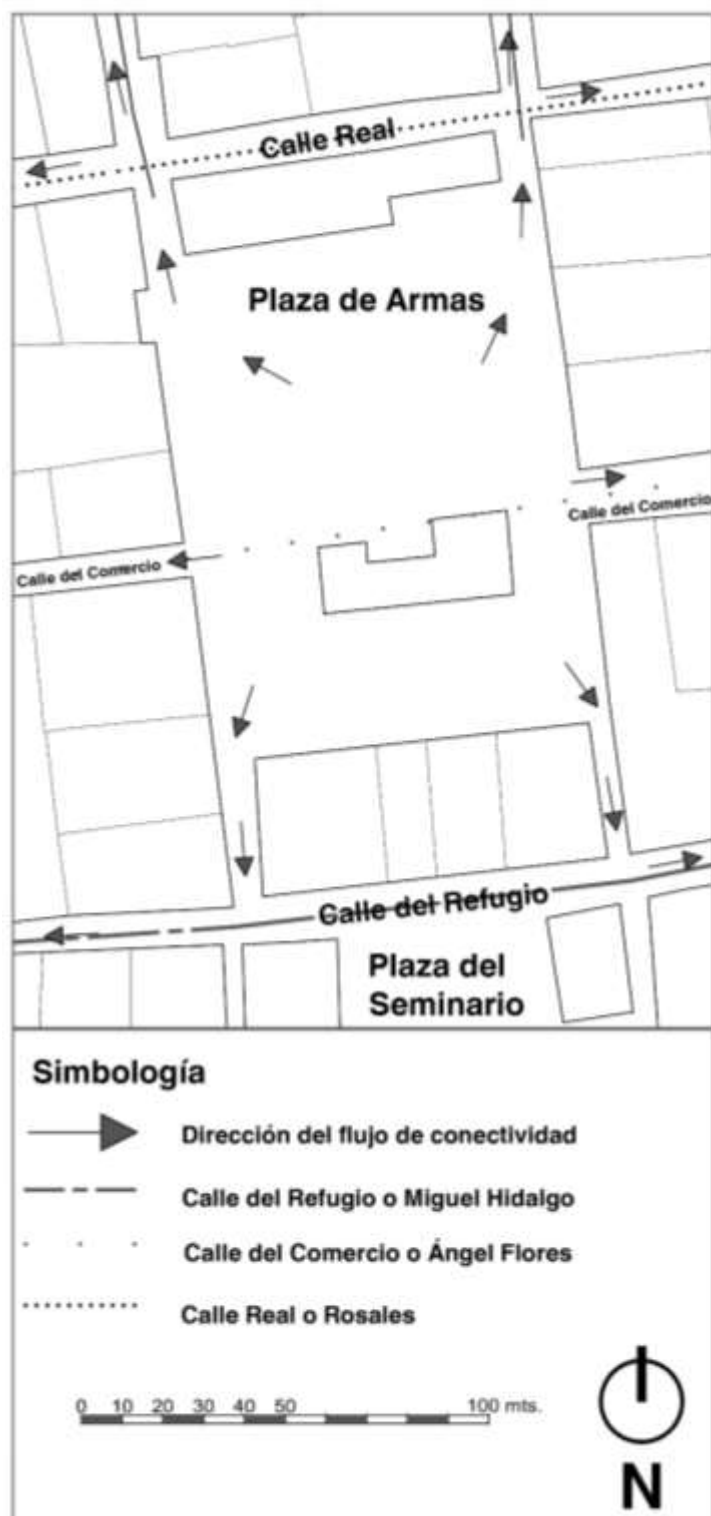 Calle Real
Plaza de Armas
Calle del Comercio
Calle del Comercio
Calle del Refugio
Plaza del
Seminario
Simbología
Dirección del flujo de conectividad
Calle del Refugio o Miguel Hidalgo
Calle del Comercio o Ángel Flores
Calle Real o Rosales
0 10 20 30 40 50 100 mts.
N